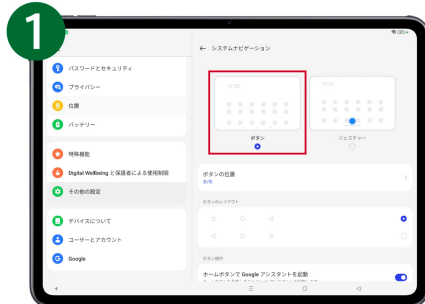 1
パスワードとセキュリティ
プライバシー
位置
バッテリー
特殊機能
Digital Wellbeing と保護者による使用制限
その他の設定
デバイスについて
ユーザーとアカウント
Google
← システムナビゲーション
ボタン
ジェスチャー
ボタンの位置
ボタンのレイアウト
ボタン操作
ホームボタンで Google アシスタントを起動